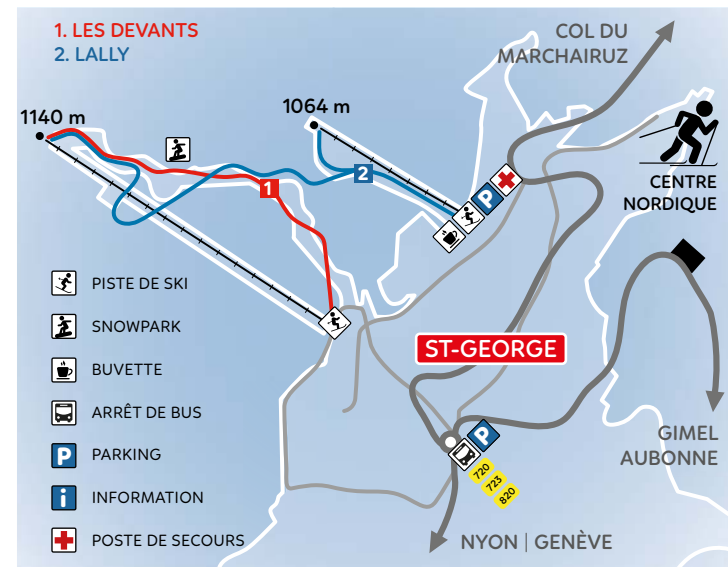 1. LES DEVANTS
2. LALLY
COL DU
MARCHAIRUZ
1140 m
1064 m
1
2
P
CENTRE
NORDIQUE
PISTE DE SKI
SNOWPARK
BUVETTE
ARRÊT DE BUS
P PARKING
i INFORMATION
POSTE DE SECOURS
ST-GEORGE
P
720
723
820
GIMEL
AUBONNE
NYON | GENÈVE